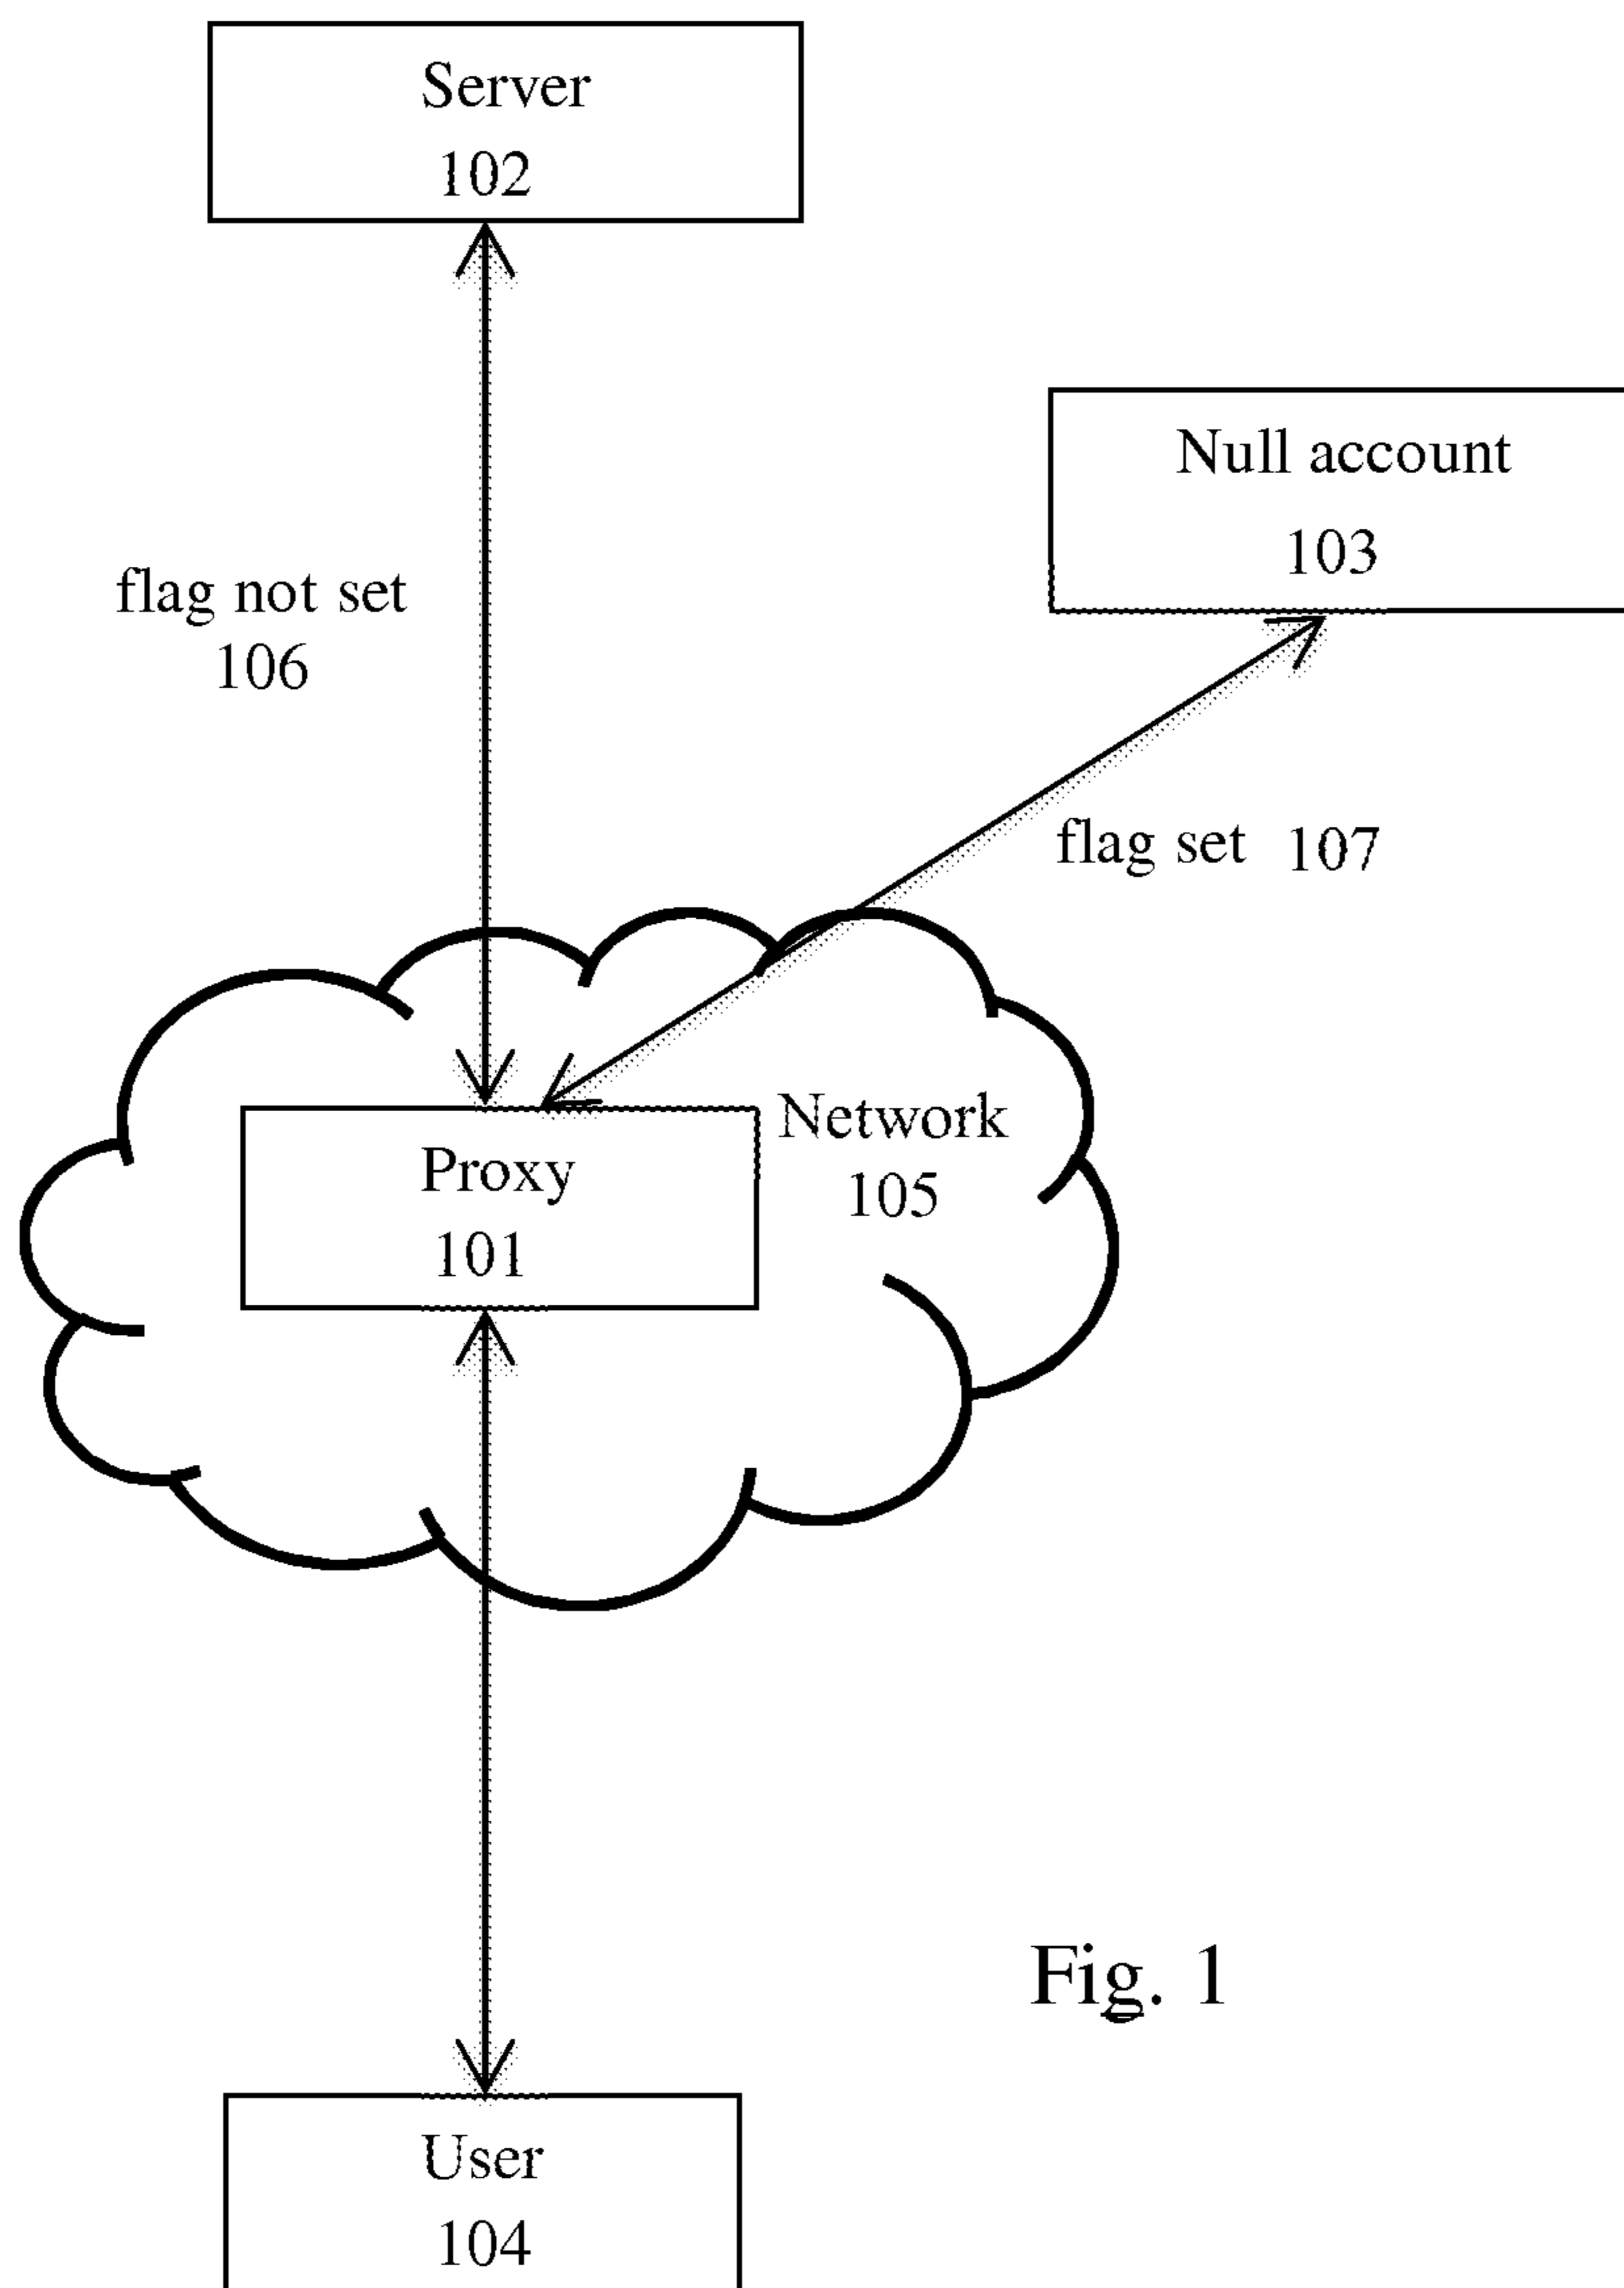 Server
102
Null account
103
flag not set
106
flag set 107
Network
105
Proxy
101
Fig. 1
User
104